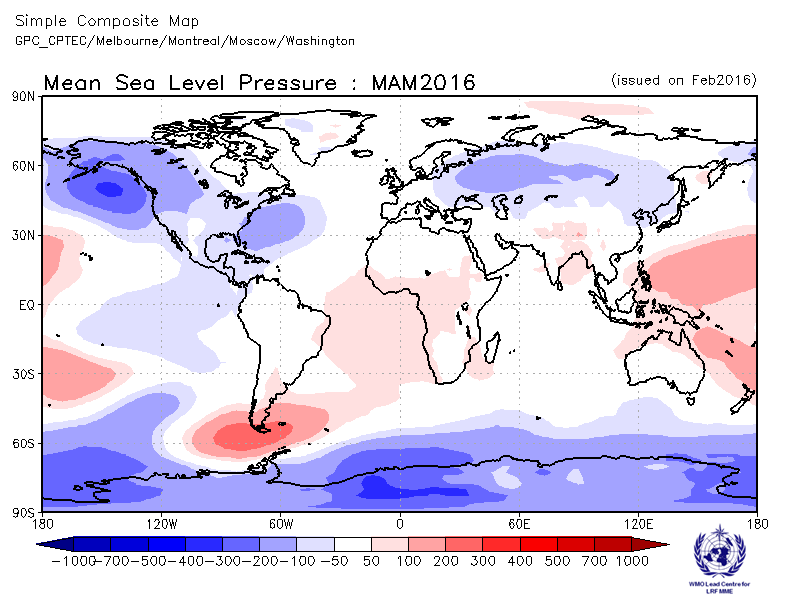 Simple Composite Map
GPC_CPTEC/Melbourne/Montreal/Moscow/Washington
Mean Sea Level Pressure : MAM2016
(issued on Feb2016)
90N
60N
30N
EQ
30S
60S
90S
180 120W 60W 0 60E 120E 180
-1000-700-500-400-300-200-100 -50 50 100 200 300 400 500 700 1000
WMO Lead Centre for
LRF MME